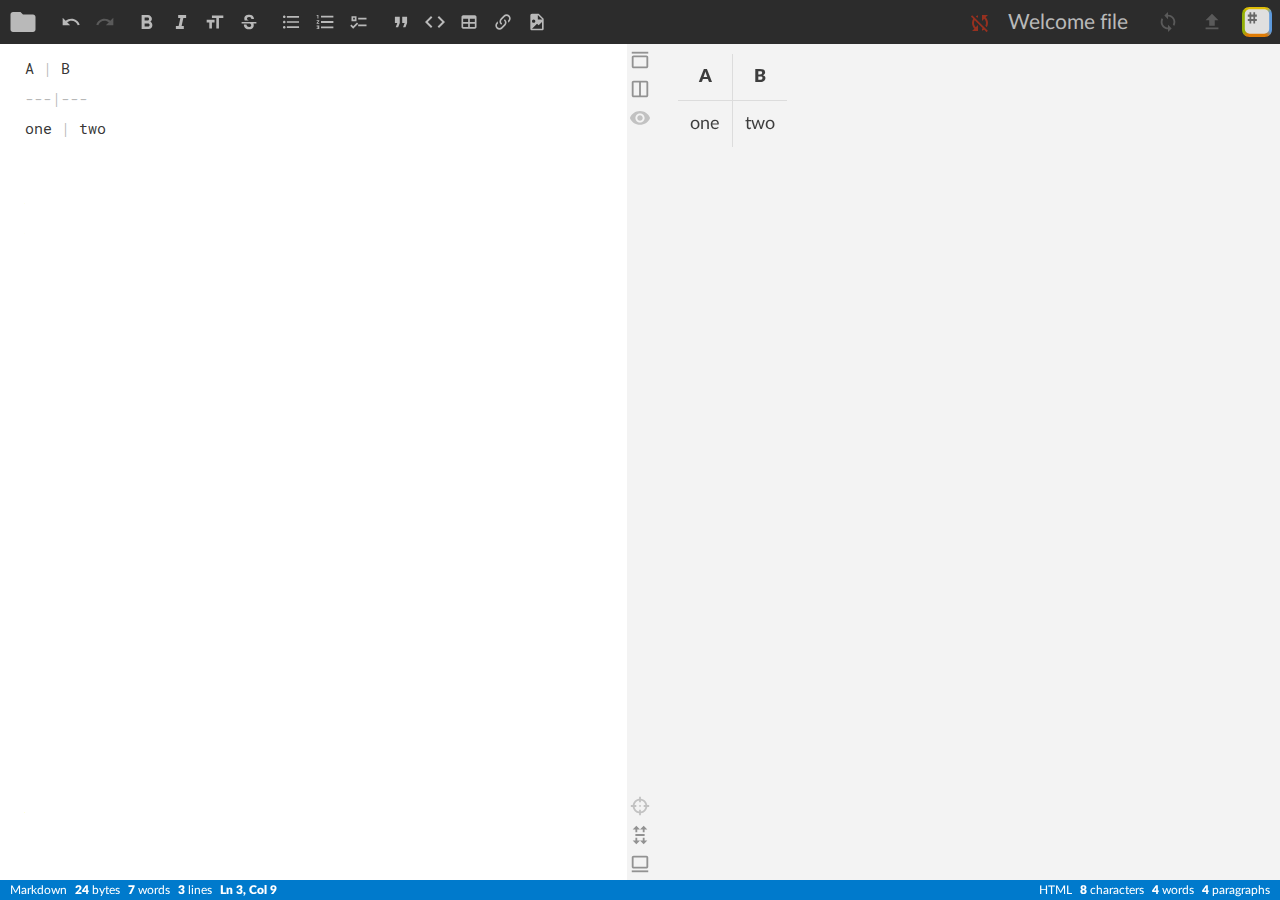 Welcome file
A | B
---|---
one | two
A B
one two
Markdown 24 bytes 7 words 3 lines Ln 3, Col 9
HTML 8 characters 4 words 4 paragraphs